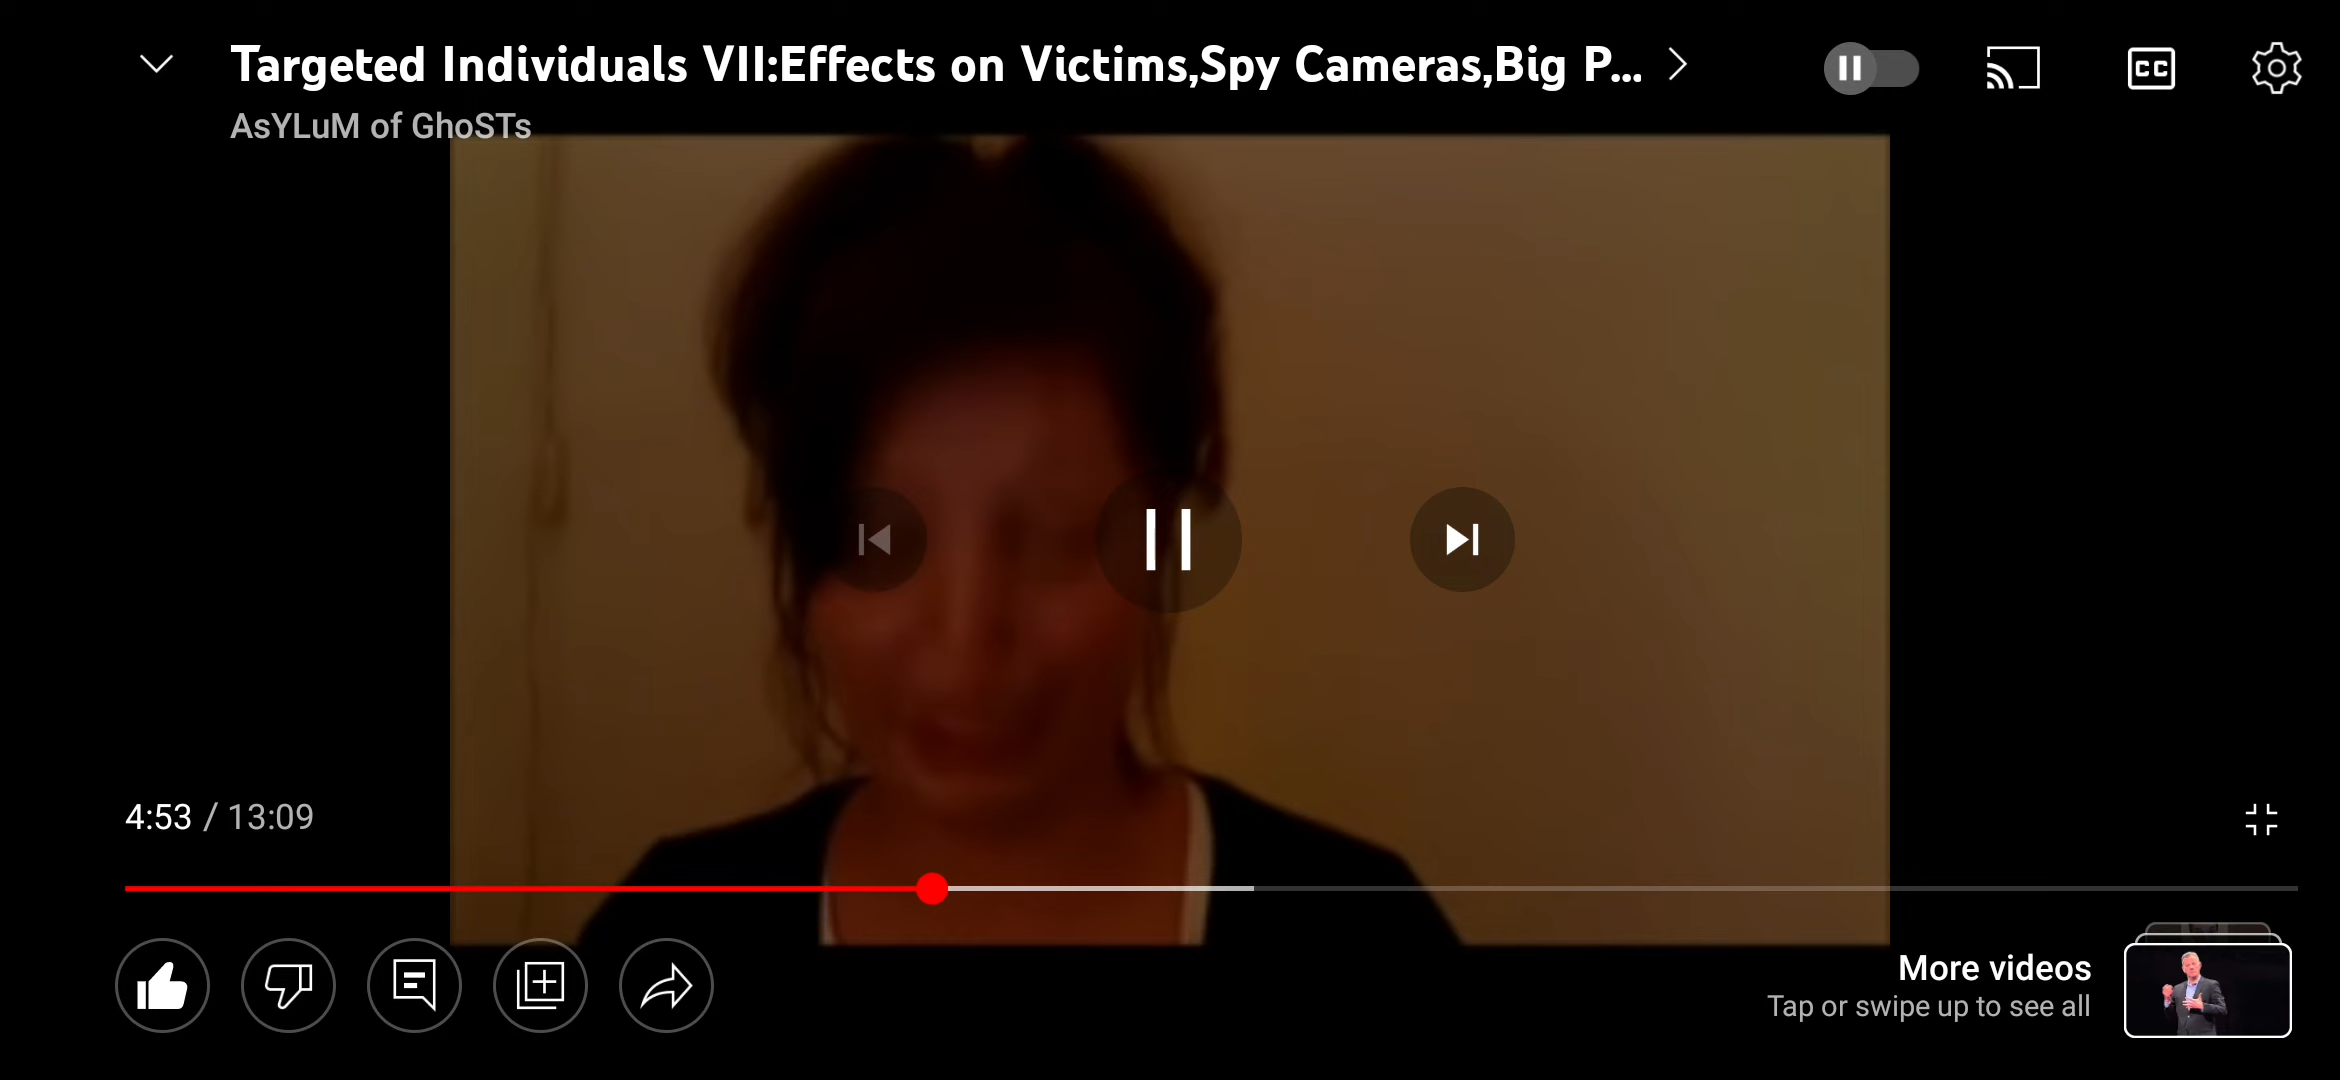 Targeted Individuals VII:Effects on Victims,Spy Cameras,Big P...
AsYLuM of GhoSTs
CC
4:53 / 13:09
More videos
Tap or swipe up to see all